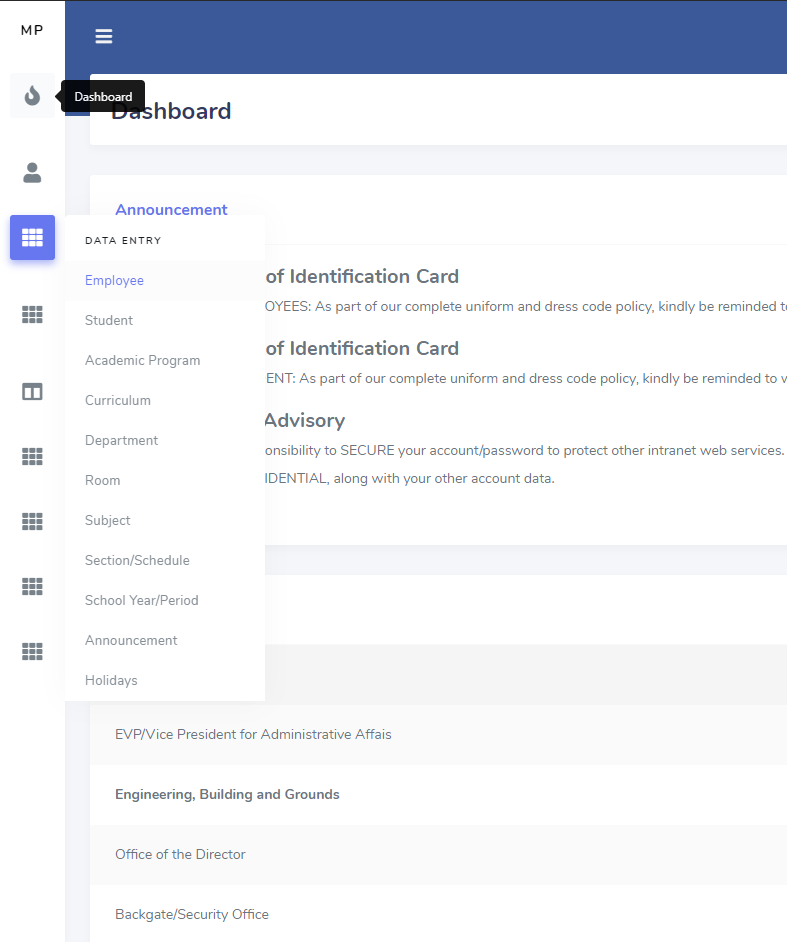 MP
Dashboard
Dashboard
Announcement
DATA ENTRY
Employee
Student
Academic Program
Curriculum
Department
Room
Subject
Section/Schedule
School Year/Period
Announcement
Holidays
of Identification Card
OYEES: As part of our complete uniform and dress code policy, kindly be reminded t
of Identification Card
ENT: As part of our complete uniform and dress code policy, kindly be reminded to v
Advisory
onsibility to SECURE your account/password to protect other intranet web services.
IDENTIAL, along with your other account data.
EVP/Vice President for Administrative Affais
Engineering, Building and Grounds
Office of the Director
Backgate/Security Office